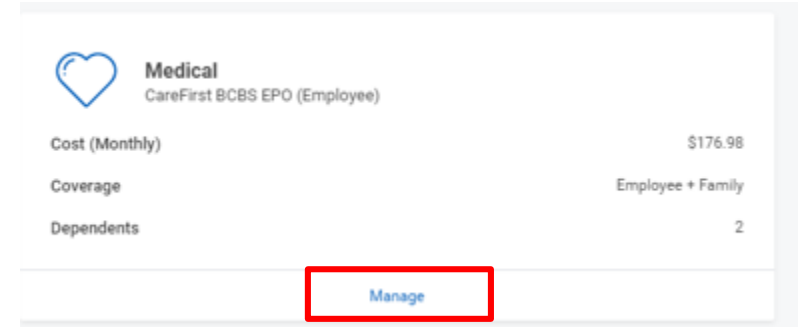 Medical
CareFirst BCBS EPO (Employee)
Cost (Monthly) $176.98
Coverage Employee + Family
Dependents 2
Manage